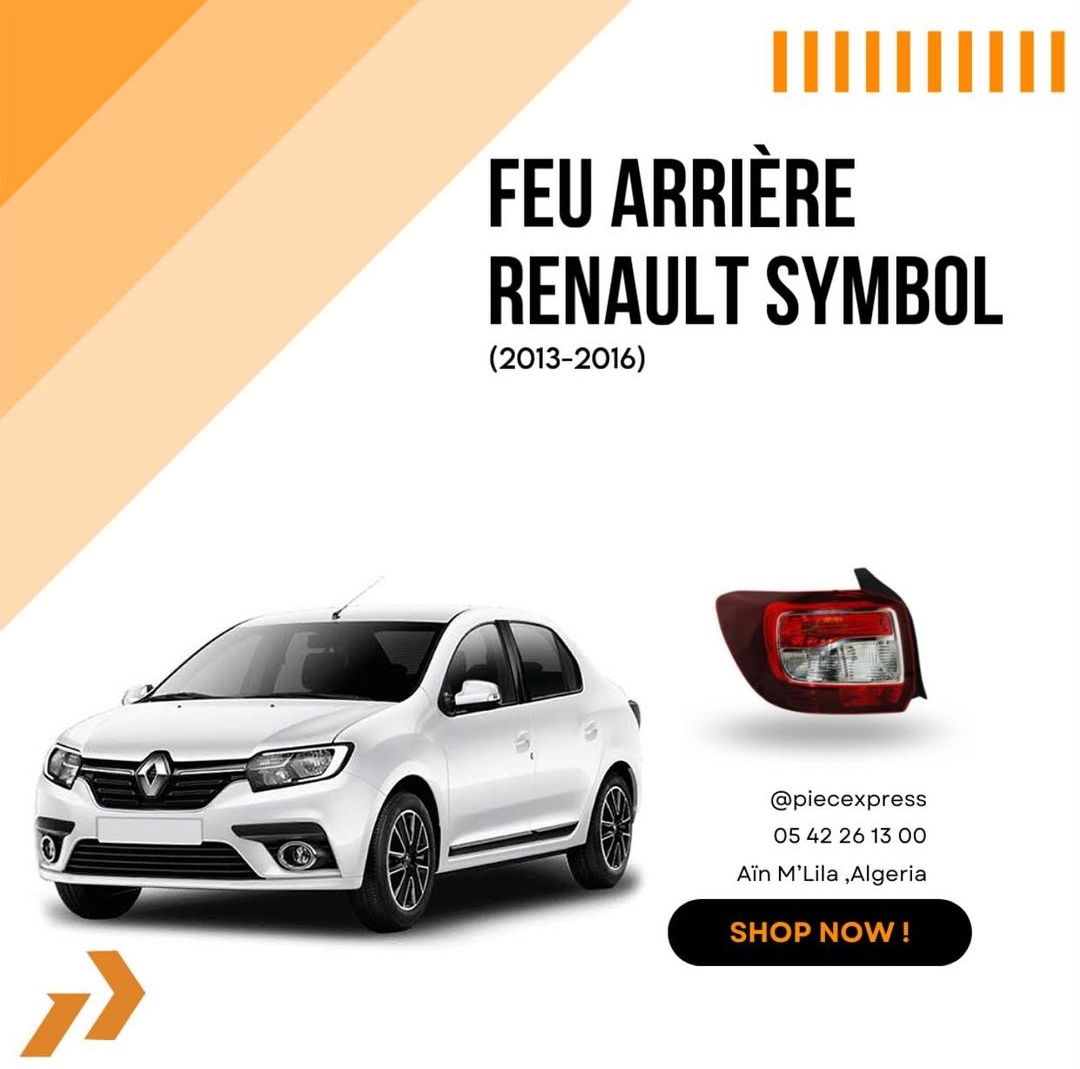 FEU ARRIÈRE
RENAULT SYMBOL
(2013-2016)
@piecexpress
05 42 26 13 00
Aïn M’Lila ,Algeria
SHOP NOW !